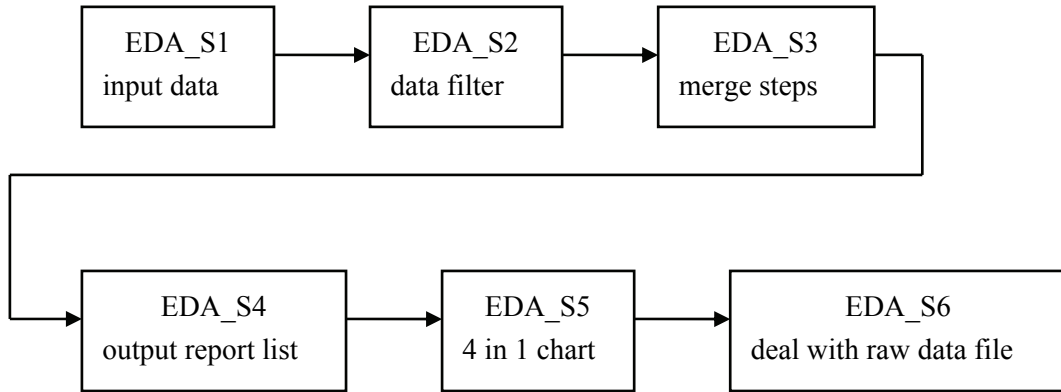 EDA_S1
input data
EDA_S2
data filter
EDA_S3
merge steps
EDA_S4
output report list
EDA_S5
4 in 1 chart
EDA_S6
deal with raw data file